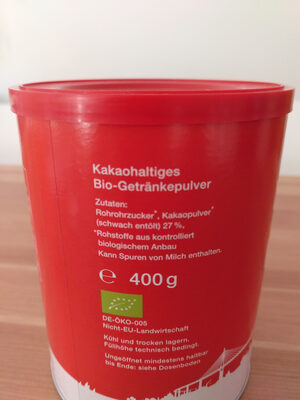 Kakaohaltiges
Bio-Getränkepulver
Zutaten:
Rohrohrzucker*, Kakaopulver*
(schwach entölt) 27 %,
*Rohstoffe aus kontrolliert
biologischem Anbau
Kann Spuren von Milch enthalten.
℮ 400 g
DE-ÖKO-005
Nicht-EU-Landwirtschaft
Kühl und trocken lagern.
Füllhöhe technisch bedingt.
Ungeöffnet mindestens haltbar
bis Ende: siehe Dosenboden